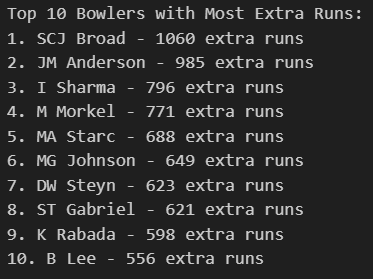 Top 10 Bowlers with Most Extra Runs:
1. SCJ Broad - 1060 extra runs
2. JM Anderson - 985 extra runs
3. I Sharma - 796 extra runs
4. M Morkel - 771 extra runs
5. MA Starc - 688 extra runs
6. MG Johnson - 649 extra runs
7. DW Steyn - 623 extra runs
8. ST Gabriel - 621 extra runs
9. K Rabada - 598 extra runs
10. B Lee - 556 extra runs